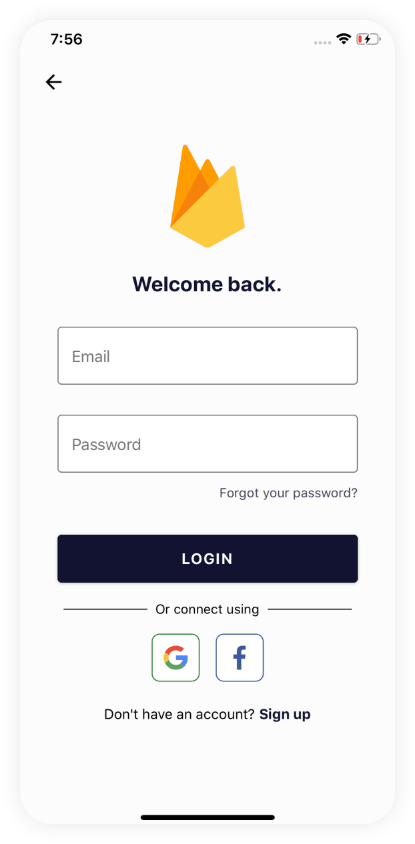 7:56
Welcome back.
Email
Password
Forgot your password?
LOGIN
Or connect using
Don't have an account? Sign up